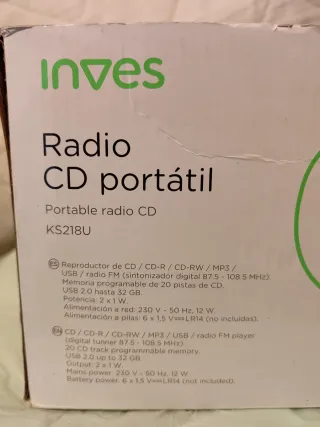 inves
Radio
CD portátil
Portable radio CD
KS218U
ES Reproductor de CD / CD-R / CD-RW / MP3 /
USB / radio FM (sintonizador digital 87.5 - 108.5 MHz).
Memoria programable de 20 pistas de CD.
USB 2.0 hasta 32 GB.
Potencia: 2 x 1 W.
Alimentación a red: 230 V ~ 50 Hz, 12 W.
Alimentación a pilas: 6 x 1,5 V⎓LR14 (no incluidas).
EN CD / CD-R / CD-RW / MP3 / USB / radio FM player
(digital tunner 87.5 - 108.5 MHz)
20 CD track programmable memory.
USB 2.0 up to 32 GB.
Output: 2 x 1 W.
Mains power: 230 V ~ 50 Hz, 12 W.
Battery power: 6 x 1,5 V⎓LR14 (not included).